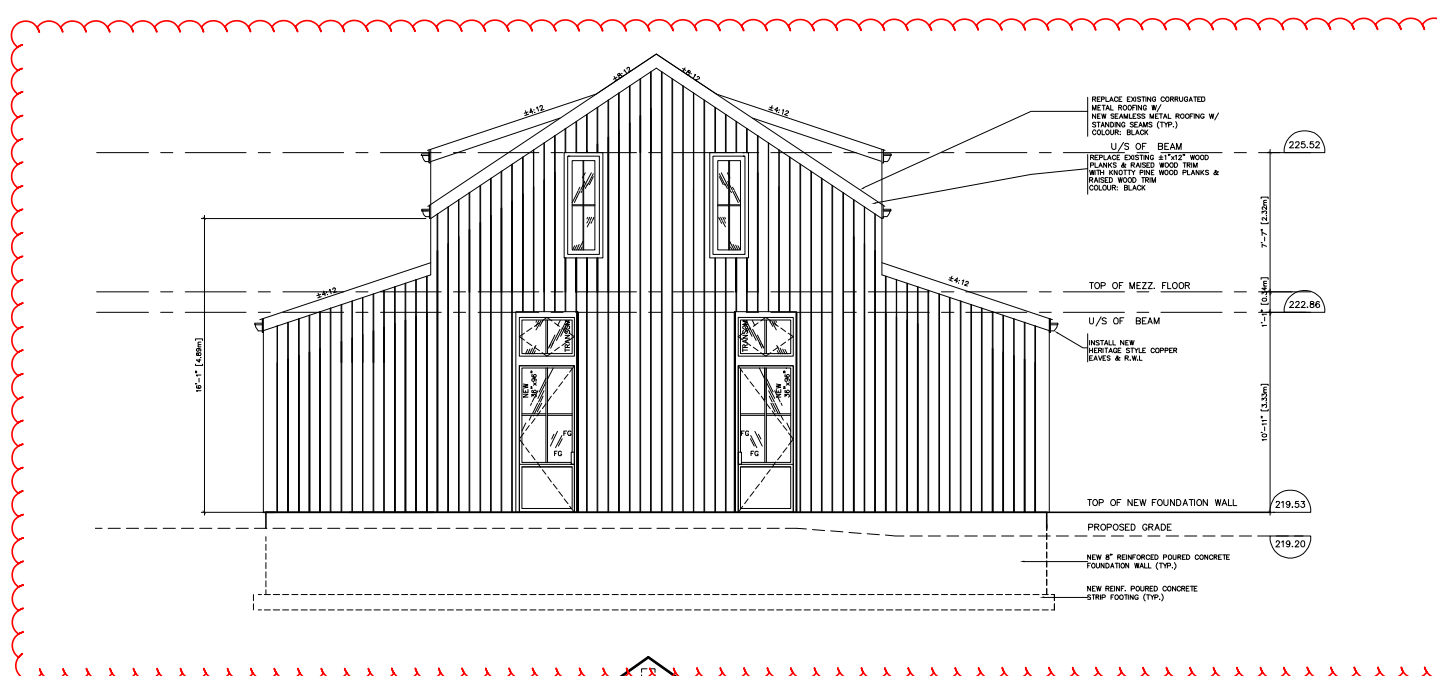 ±8:12
±8:12
±4:12
±4:12
REPLACE EXISTING CORRUGATED
METAL ROOFING W/
NEW SEAMLESS METAL ROOFING W/
STANDING SEAMS (TYP.)
COLOUR: BLACK
U/S OF BEAM
225.52
REPLACE EXISTING ±1"x12" WOOD
PLANKS & RAISED WOOD TRIM
WITH KNOTTY PINE WOOD PLANKS &
RAISED WOOD TRIM
COLOUR: BLACK
7'-7" [2.32m]
±4:12
±4:12
TOP OF MEZZ. FLOOR
1'-1" [0.34m]
222.86
U/S OF BEAM
TRANSOM
TRANSOM
INSTALL NEW
HERITAGE STYLE COPPER
EAVES & R.W.L
16'-1" [4.89m]
NEW
36"x96"
NEW
36"x96"
10'-11" [3.33m]
FG
FG
FG
FG
TOP OF NEW FOUNDATION WALL
219.53
PROPOSED GRADE
219.20
NEW 8" REINFORCED POURED CONCRETE
FOUNDATION WALL (TYP.)
NEW REINF. POURED CONCRETE
STRIP FOOTING (TYP.)